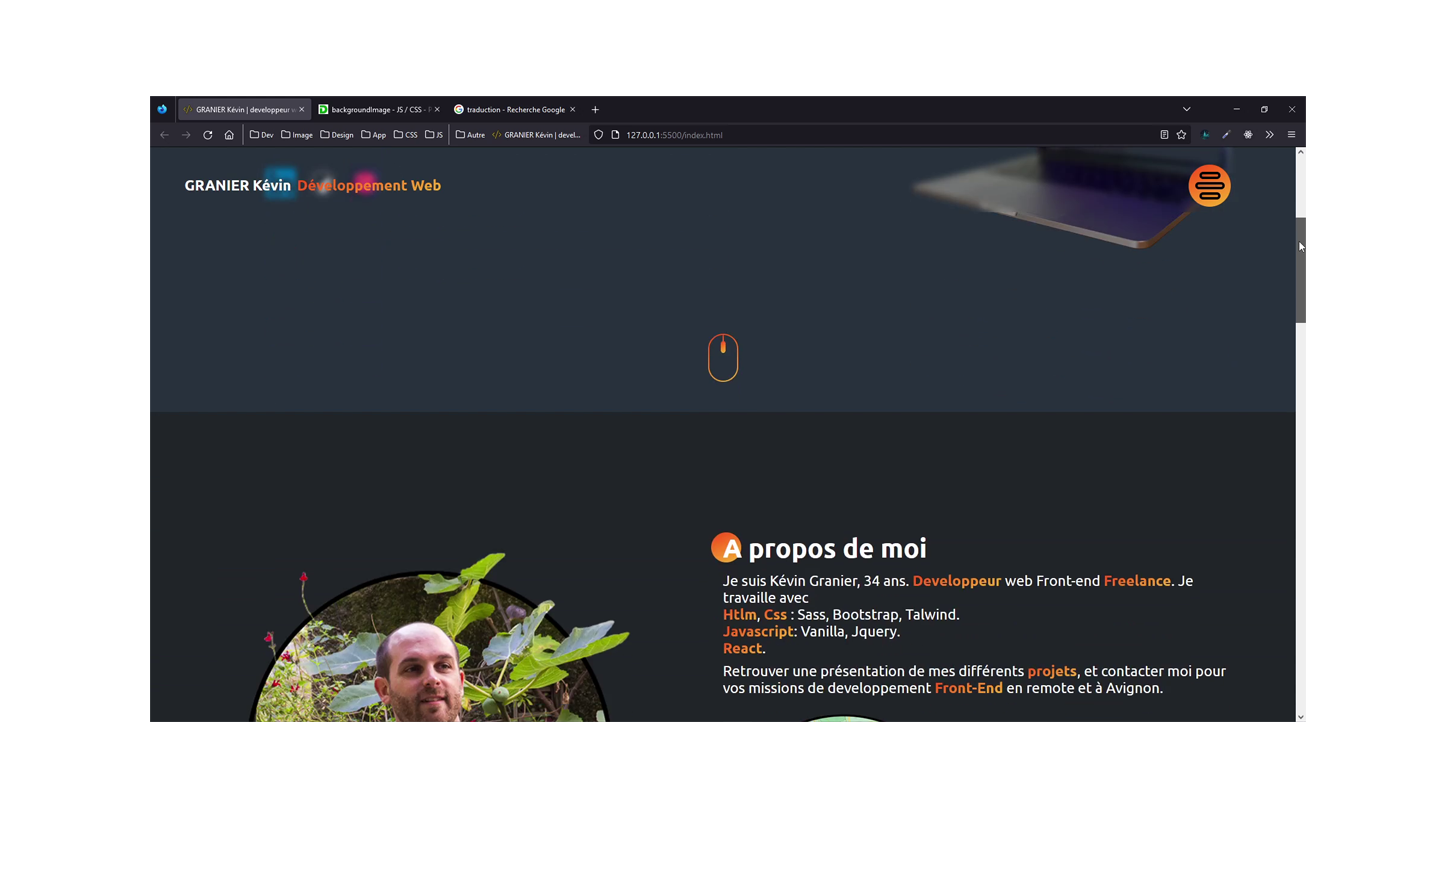 GRANIER Kévin | developpeur w
backgroundImage - JS / CSS - P
traduction - Recherche Google
Dev
Image
Design
App
CSS
JS
Autre
GRANIER Kévin | devel...
127.0.0.1:5500/index.html
GRANIER Kévin Développement Web
A propos de moi
Je suis Kévin Granier, 34 ans. Developpeur web Front-end Freelance. Je
travaille avec
Htlm, Css : Sass, Bootstrap, Talwind.
Javascript: Vanilla, Jquery.
React.
Retrouver une présentation de mes différents projets, et contacter moi pour
vos missions de developpement Front-End en remote et à Avignon.